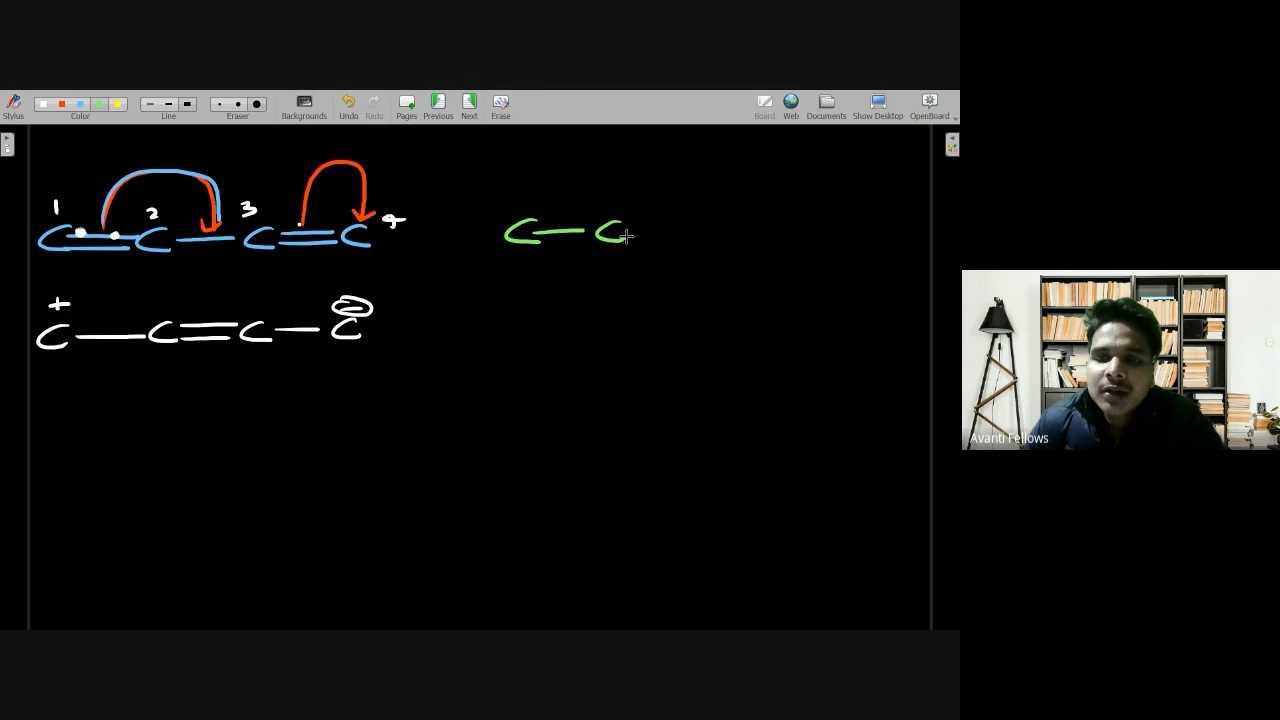 Stylus Color Line Eraser Backgrounds Undo Redo Pages Previous Next Erase Board Web Documents Show Desktop OpenBoard
1 2 3 4
C=C—C=C
C—C
+ ⊖
C—C=C—C
Avanti Fellows